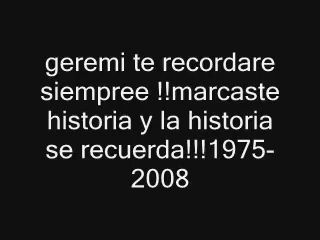 geremi te recordare
siempree !!marcaste
historia y la historia
se recuerda!!!1975-
2008